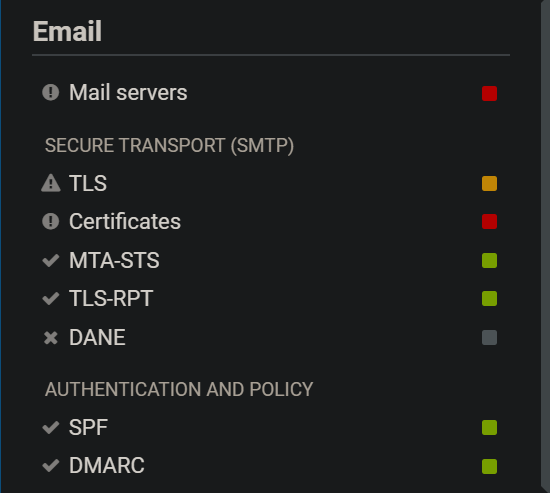 Email
Mail servers
SECURE TRANSPORT (SMTP)
TLS
Certificates
MTA-STS
TLS-RPT
DANE
AUTHENTICATION AND POLICY
SPF
DMARC